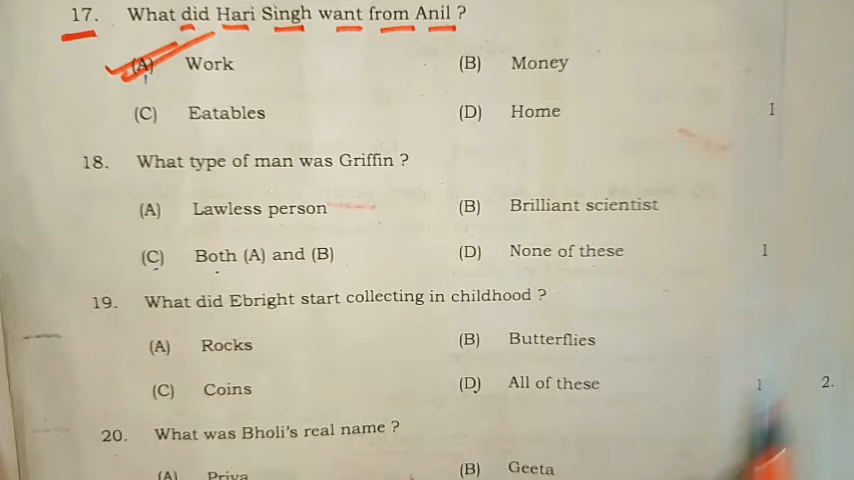 17. What did Hari Singh want from Anil ?
(A) Work (B) Money
(C) Eatables (D) Home 1
18. What type of man was Griffin ?
(A) Lawless person (B) Brilliant scientist
(C) Both (A) and (B) (D) None of these 1
19. What did Ebright start collecting in childhood ?
(A) Rocks (B) Butterflies
(C) Coins (D) All of these 1 2.
20. What was Bholi's real name ?
(A) Priya (B) Geeta